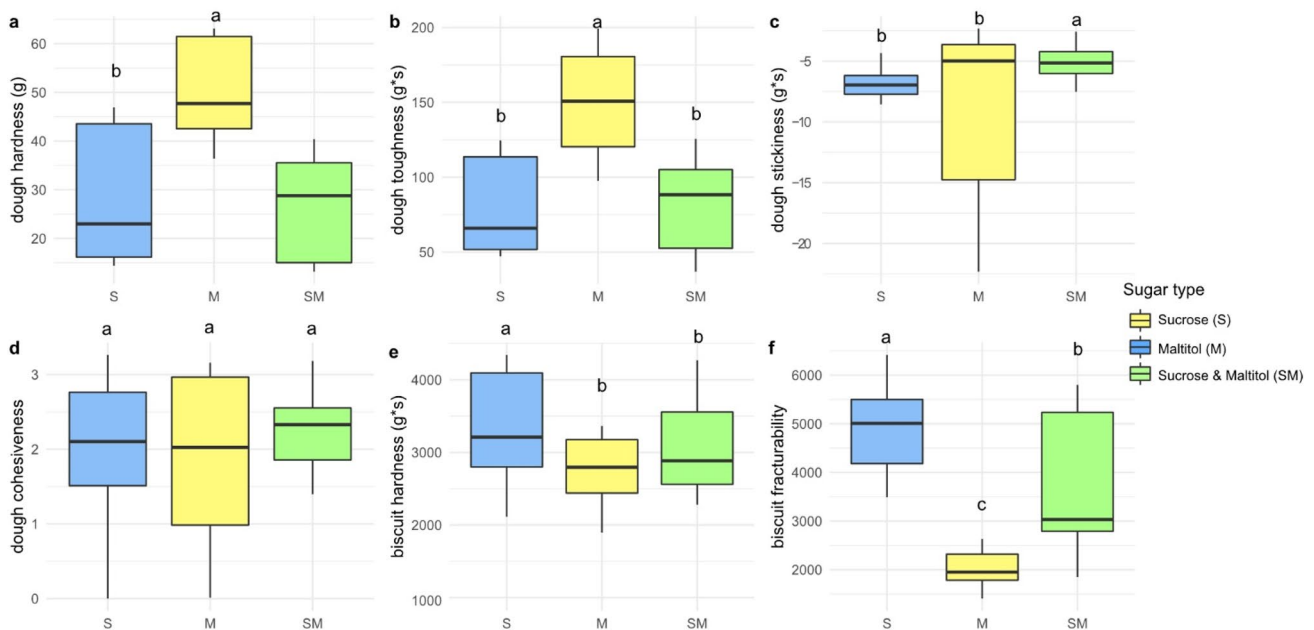 a
a
60
b
50
40
30
20
dough hardness (g)
S
M
SM
b
a
200
150
b
b
100
50
dough toughness (g*s)
S
M
SM
c
a
b
b
−5
−10
−15
−20
dough stickiness (g*s)
S
M
SM
Sugar type
Sucrose (S)
Maltitol (M)
Sucrose & Maltitol (SM)
d
a
a
a
3
2
1
0
dough cohesiveness
S
M
SM
e
a
b
b
4000
3000
2000
1000
biscuit hardness (g*s)
S
M
SM
f
a
b
c
6000
5000
4000
3000
2000
biscuit fracturability
S
M
SM